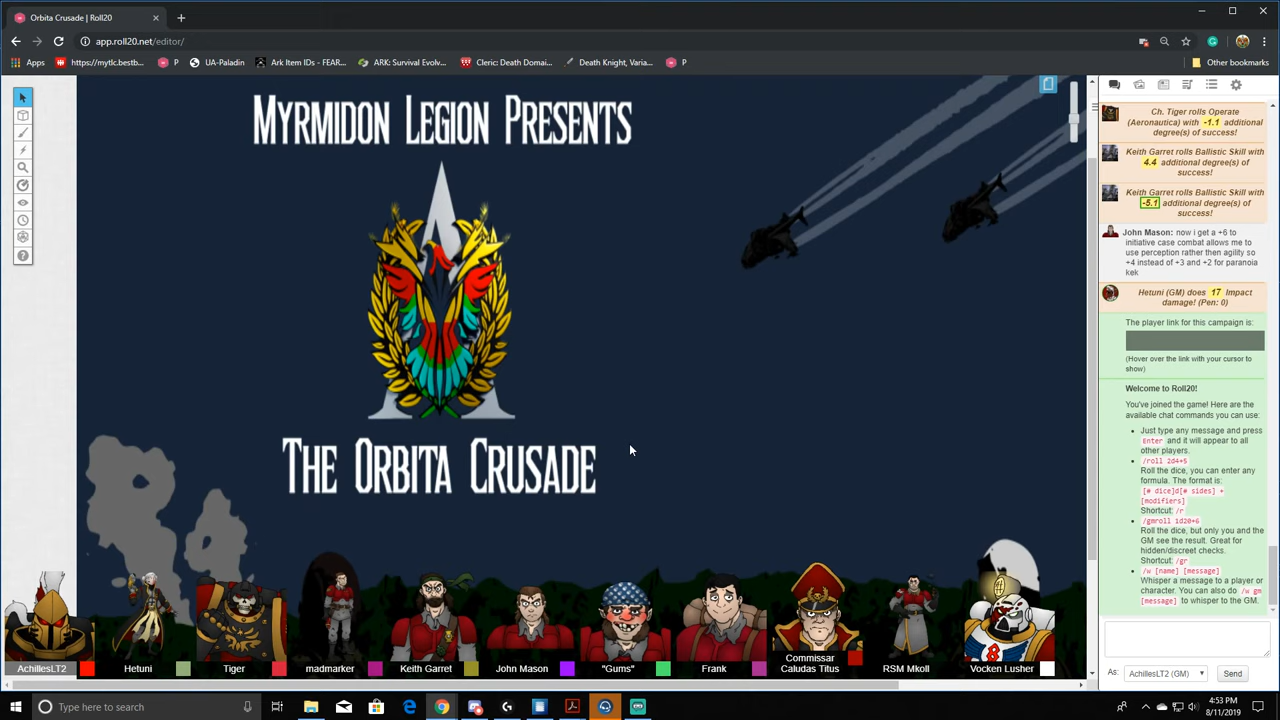 Orbita Crusade | Roll20
app.roll20.net/editor/
Apps
https://mytlc.bestb...
P
UA-Paladin
Ark Item IDs - FEAR...
ARK: Survival Evolv...
Cleric: Death Domai...
Death Knight, Varia...
P
Other bookmarks
Myrmidon Legion Presents
The Orbita Crusade
Ch. Tiger rolls Operate
(Aeronautica) with -1.1 additional
degree(s) of success!
Keith Garret rolls Ballistic Skill with
4.4 additional degree(s) of
success!
Keith Garret rolls Ballistic Skill with
-5.1 additional degree(s) of
success!
John Mason: now i get a +6 to
initiative case combat allows me to
use perception rather then agility so
+4 instead of +3 and +2 for paranoia
kek
Hetuni (GM) does 17 Impact
damage! (Pen: 0)
The player link for this campaign is:
(Hover over the link with your cursor to
show)
Welcome to Roll20!
You've joined the game! Here are the
available chat commands you can use:
• Just type any message and press
Enter and it will appear to all
other players.
• /roll 2d4+5
Roll the dice, you can enter any
formula. The format is:
[# dice]d[# sides] +
[modifiers]
Shortcut: /r
• /gmroll 1d20+6
Roll the dice, but only you and the
GM see the result. Great for
hidden/discreet checks.
Shortcut: /gr
• /w [name] [message]
Whisper a message to a player or
character. You can also do /w gm
[message] to whisper to the GM.
AchillesLT2
Hetuni
Tiger
madmarker
Keith Garret
John Mason
"Gums"
Frank
Commissar
Caludas Titus
RSM Mkoll
Vocken Lusher
As:
AchillesLT2 (GM)
Send
Type here to search
4:53 PM
8/11/2019